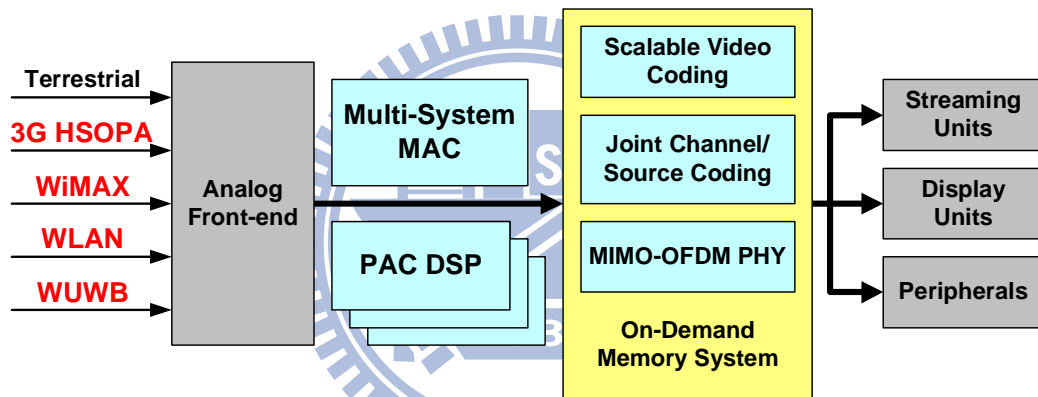 Terrestrial
3G HSOPA
WiMAX
WLAN
WUWB
Analog
Front-end
Multi-System
MAC
PAC DSP
Scalable Video
Coding
Joint Channel/
Source Coding
MIMO-OFDM PHY
On-Demand
Memory System
Streaming
Units
Display
Units
Peripherals